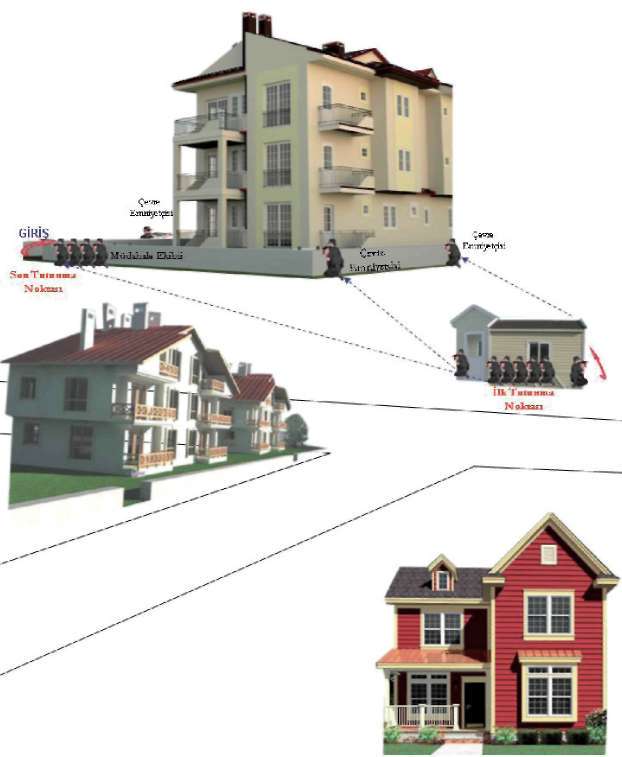 Çevre
Emniyetçisi
GİRİŞ
Müdahale Ekibi
Son Tutunma
Noktası
Çevre
Emniyetçisi
Çevre
Emniyetçisi
İlk Tutunma
Noktası